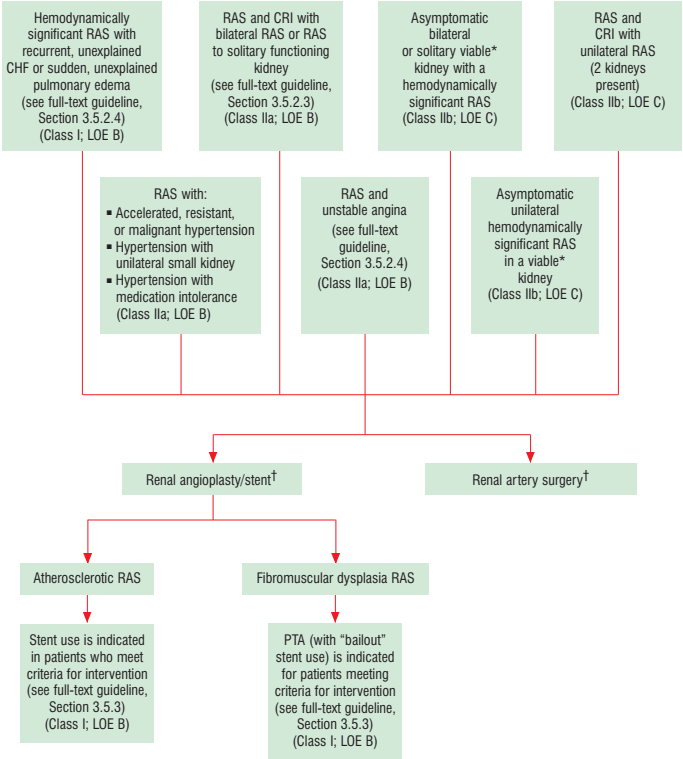 Hemodynamically
significant RAS with
recurrent, unexplained
CHF or sudden, unexplained
pulmonary edema
(see full-text guideline,
Section 3.5.2.4)
(Class I; LOE B)
RAS and CRI with
bilateral RAS or RAS
to solitary functioning
kidney
(see full-text guideline,
Section 3.5.2.3)
(Class IIa; LOE B)
Asymptomatic
bilateral
or solitary viable*
kidney with a
hemodynamically
significant RAS
(Class IIb; LOE C)
RAS and
CRI with
unilateral RAS
(2 kidneys
present)
(Class IIb; LOE C)
RAS with:
▪ Accelerated, resistant,
or malignant hypertension
▪ Hypertension with
unilateral small kidney
▪ Hypertension with
medication intolerance
(Class IIa; LOE B)
RAS and
unstable angina
(see full-text
guideline,
Section 3.5.2.4)
(Class IIa; LOE B)
Asymptomatic
unilateral
hemodynamically
significant RAS
in a viable*
kidney
(Class IIb; LOE C)
Renal angioplasty/stent†
Renal artery surgery†
Atherosclerotic RAS
Fibromuscular dysplasia RAS
Stent use is indicated
in patients who meet
criteria for intervention
(see full-text guideline,
Section 3.5.3)
(Class I; LOE B)
PTA (with “bailout”
stent use) is indicated
for patients meeting
criteria for intervention
(see full-text guideline,
Section 3.5.3)
(Class I; LOE B)